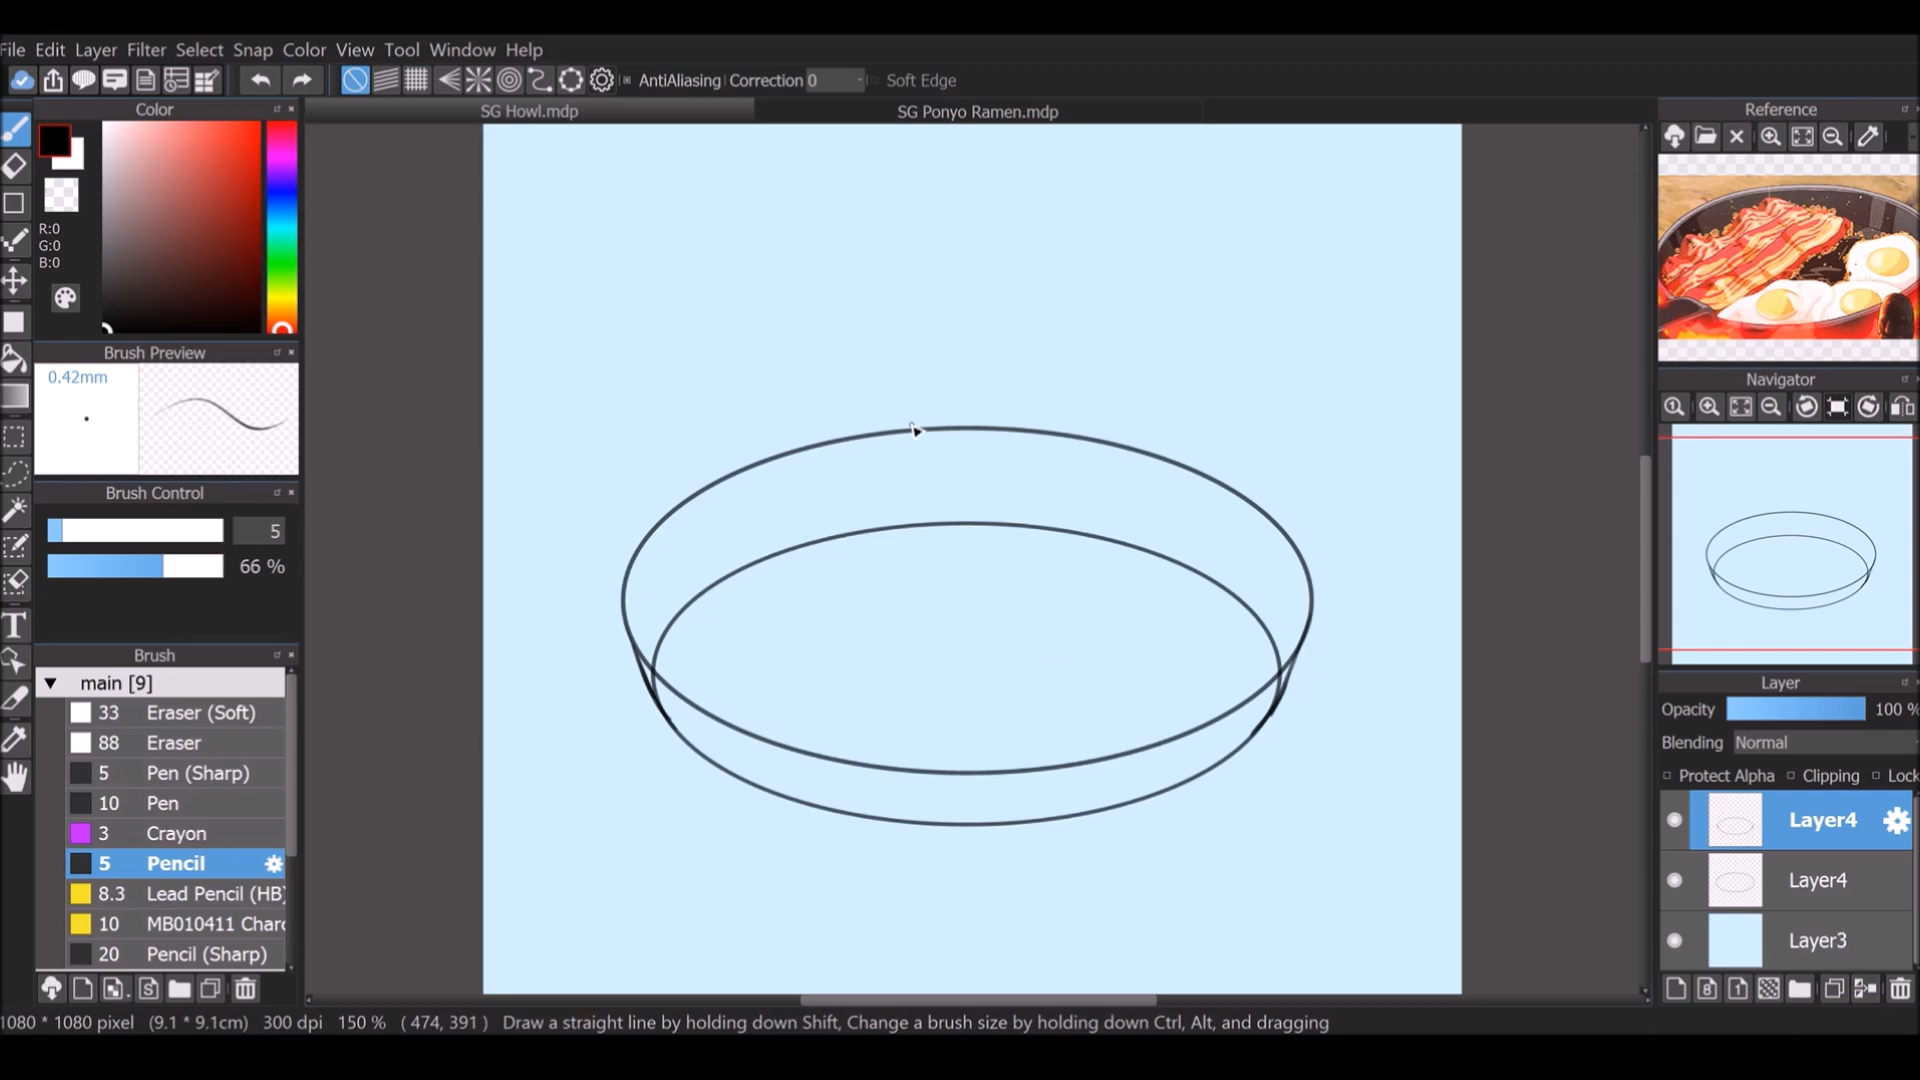 File Edit Layer Filter Select Snap Color View Tool Window Help
AntiAliasing Correction 0 Soft Edge
SG Howl.mdp SG Ponyo Ramen.mdp
Color
R:0
G:0
B:0
Brush Preview
0.42mm
Brush Control
5
66 %
Brush
main [9]
33 Eraser (Soft)
88 Eraser
5 Pen (Sharp)
10 Pen
3 Crayon
5 Pencil
8.3 Lead Pencil (HB)
10 MB010411 Charc
20 Pencil (Sharp)
Reference
Navigator
Layer
Opacity 100 %
Blending Normal
Protect Alpha Clipping Lock
Layer4
Layer4
Layer3
1080 * 1080 pixel (9.1 * 9.1cm) 300 dpi 150 % ( 474, 391 ) Draw a straight line by holding down Shift, Change a brush size by holding down Ctrl, Alt, and dragging